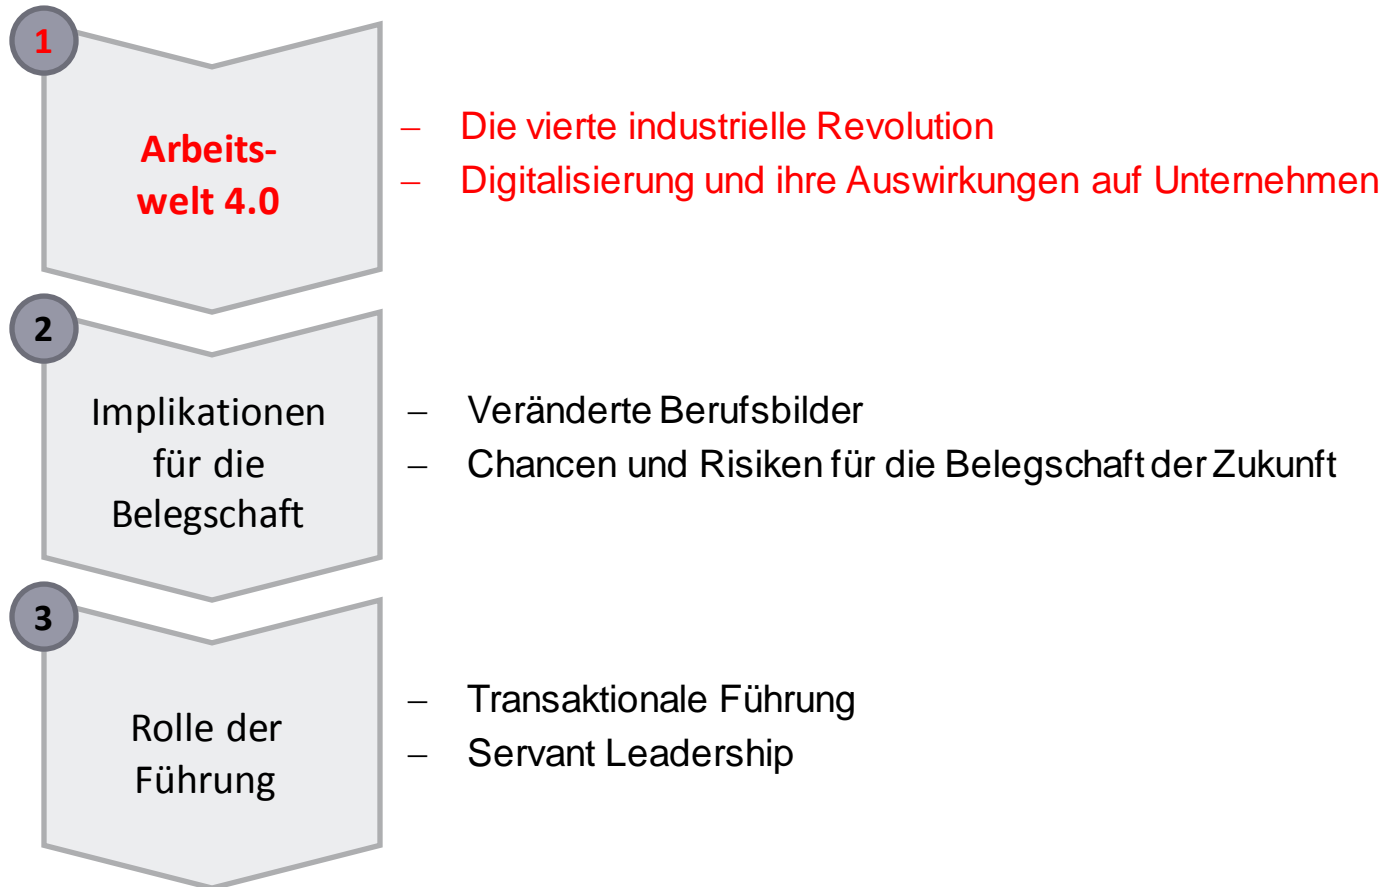 1
Arbeits-
welt 4.0
– Die vierte industrielle Revolution
– Digitalisierung und ihre Auswirkungen auf Unternehmen
2
Implikationen
für die
Belegschaft
– Veränderte Berufsbilder
– Chancen und Risiken für die Belegschaft der Zukunft
3
Rolle der
Führung
– Transaktionale Führung
– Servant Leadership